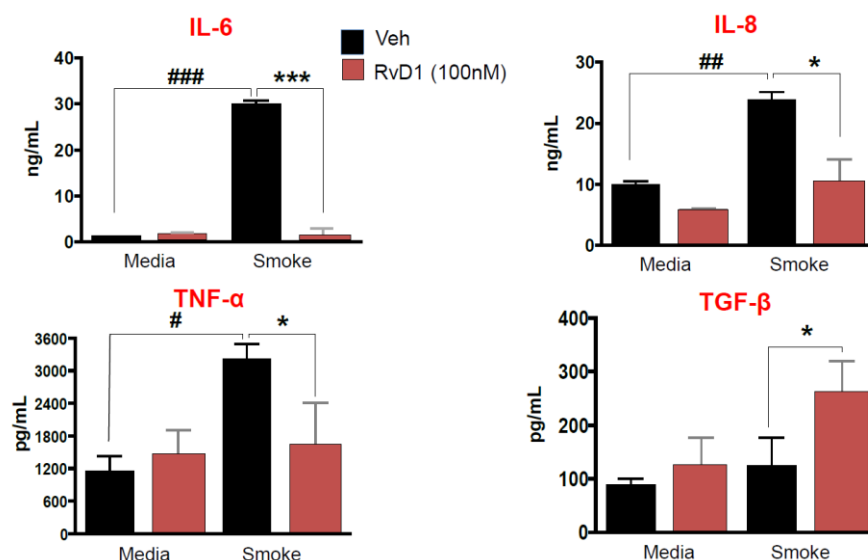 IL-6
Veh
RvD1 (100nM)
###
***
ng/mL
40
30
20
10
0
Media
Smoke
IL-8
##
*
ng/mL
30
20
10
0
Media
Smoke
TNF-α
#
*
pg/mL
3600
3000
2400
1800
1200
600
0
Media
Smoke
TGF-β
*
pg/mL
400
300
200
100
0
Media
Smoke